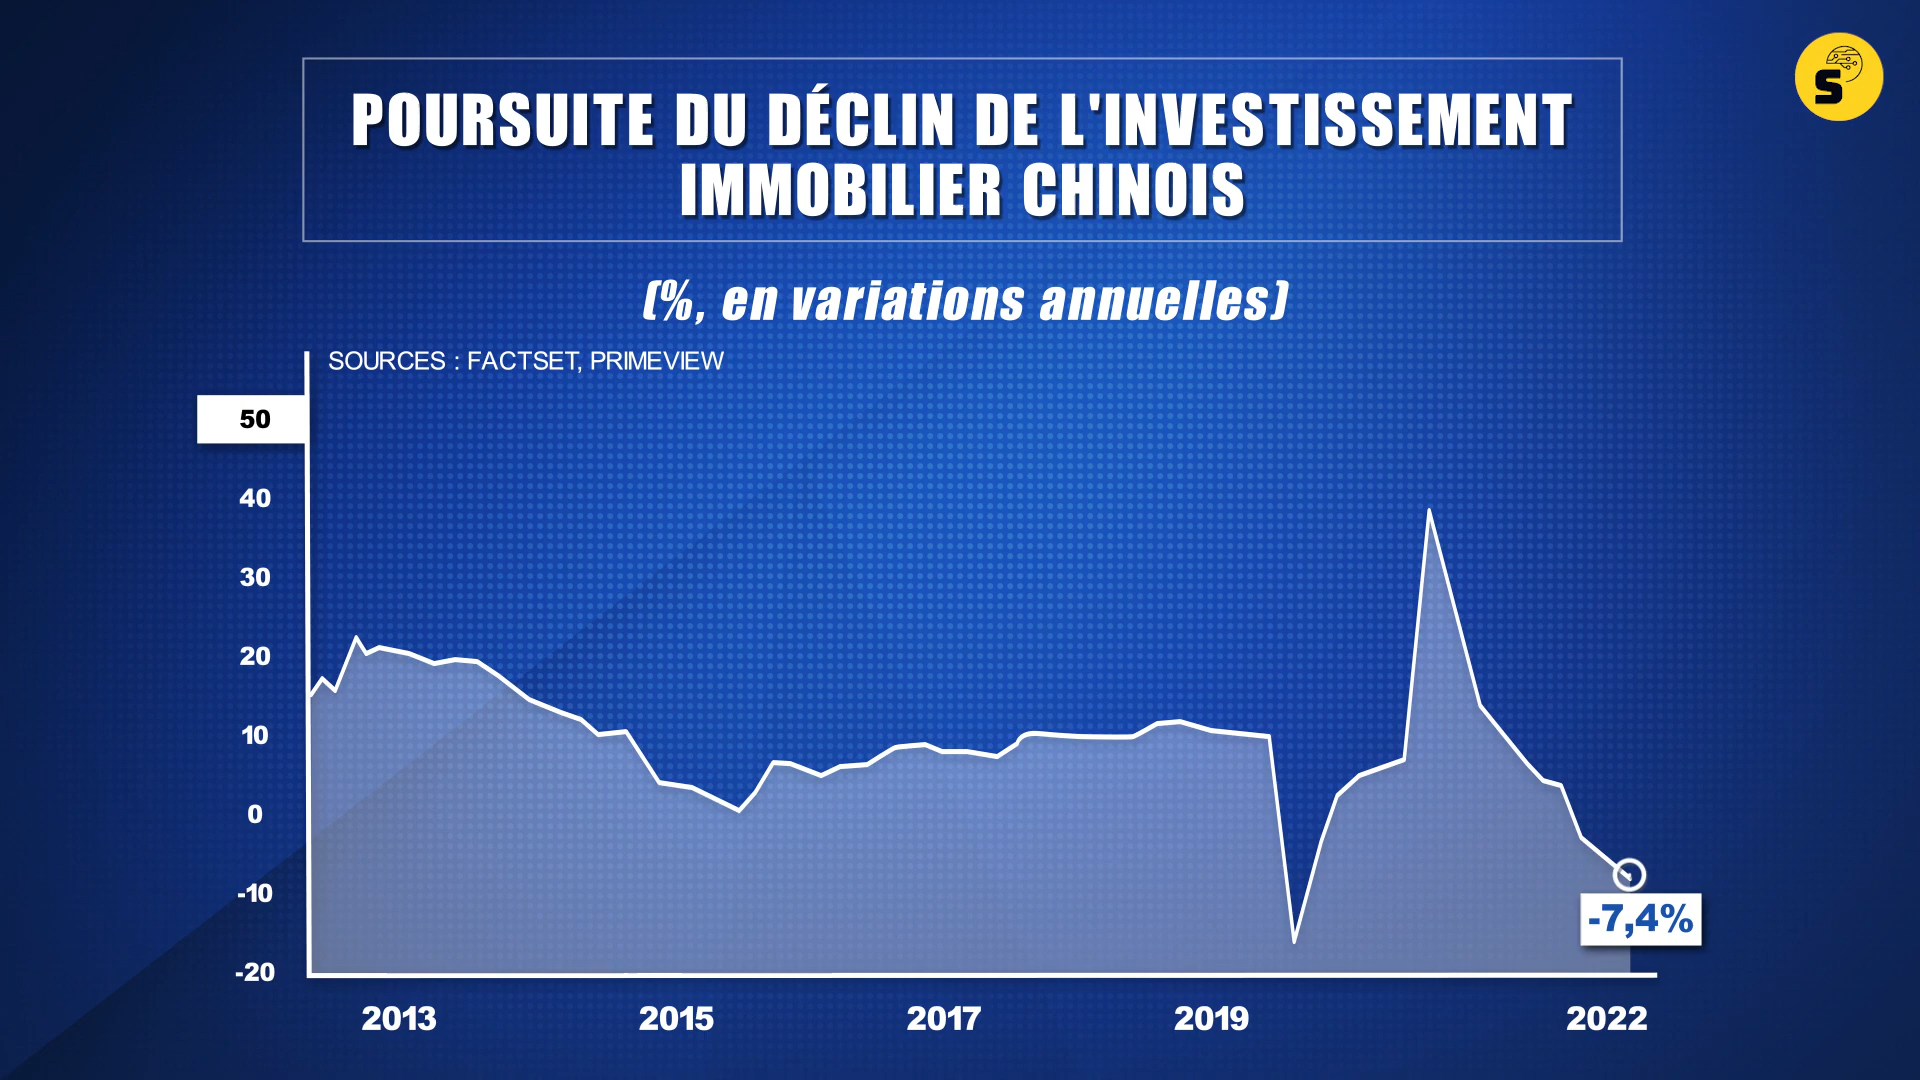 POURSUITE DU DÉCLIN DE L'INVESTISSEMENT
IMMOBILIER CHINOIS
S
(%, en variations annuelles)
SOURCES : FACTSET, PRIMEVIEW
50
40
30
20
10
0
-10
-20
-7,4%
2013
2015
2017
2019
2022